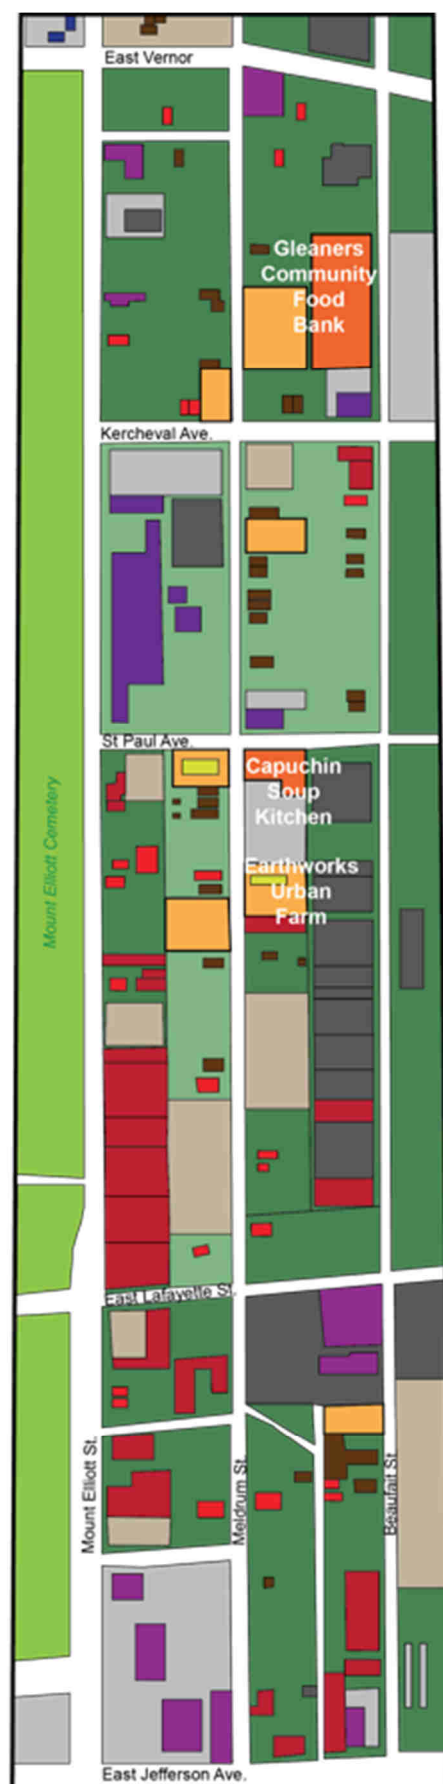 East Vernor
Gleaners
Community
Food
Bank
Kercheval Ave.
St Paul Ave.
Capuchin
Soup
Kitchen
Mount Elliott Cemetery
Earthworks
Urban
Farm
East Lafayette St.
Mount Elliott St.
Meldrum St.
Beaufait St
East Jefferson Ave.